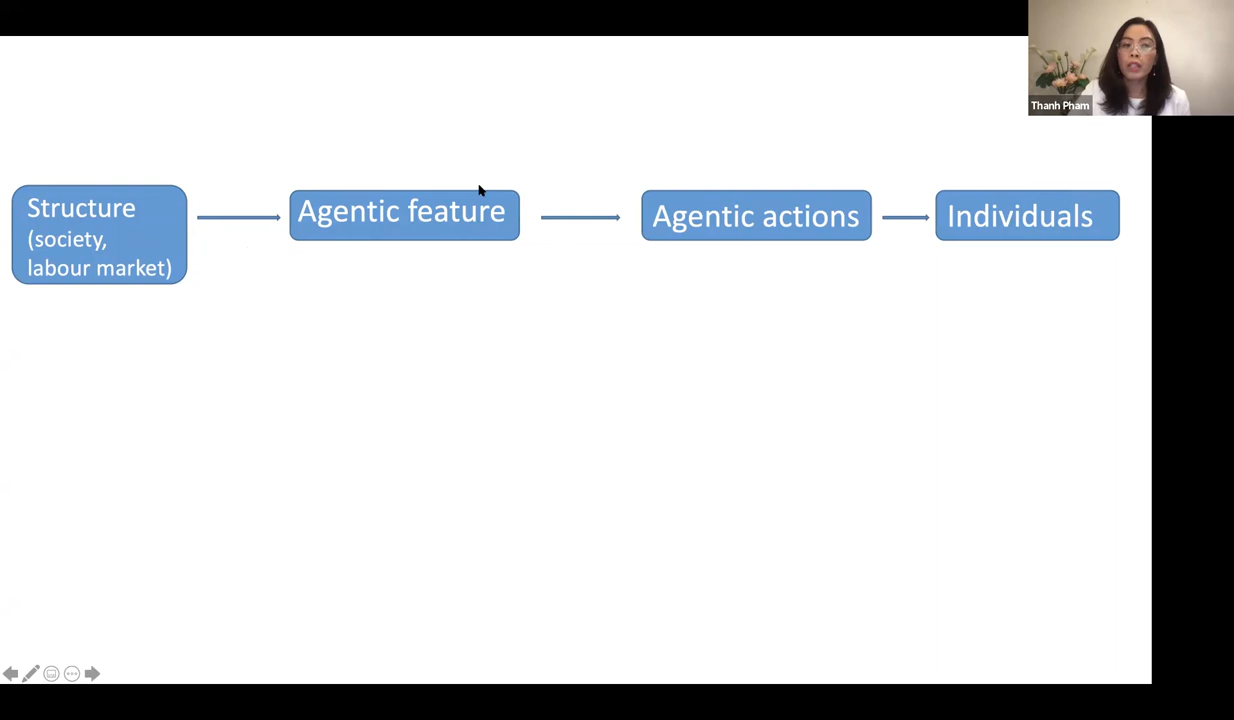 Thanh Pham
Structure
(society,
labour market)
Agentic feature
Agentic actions
Individuals